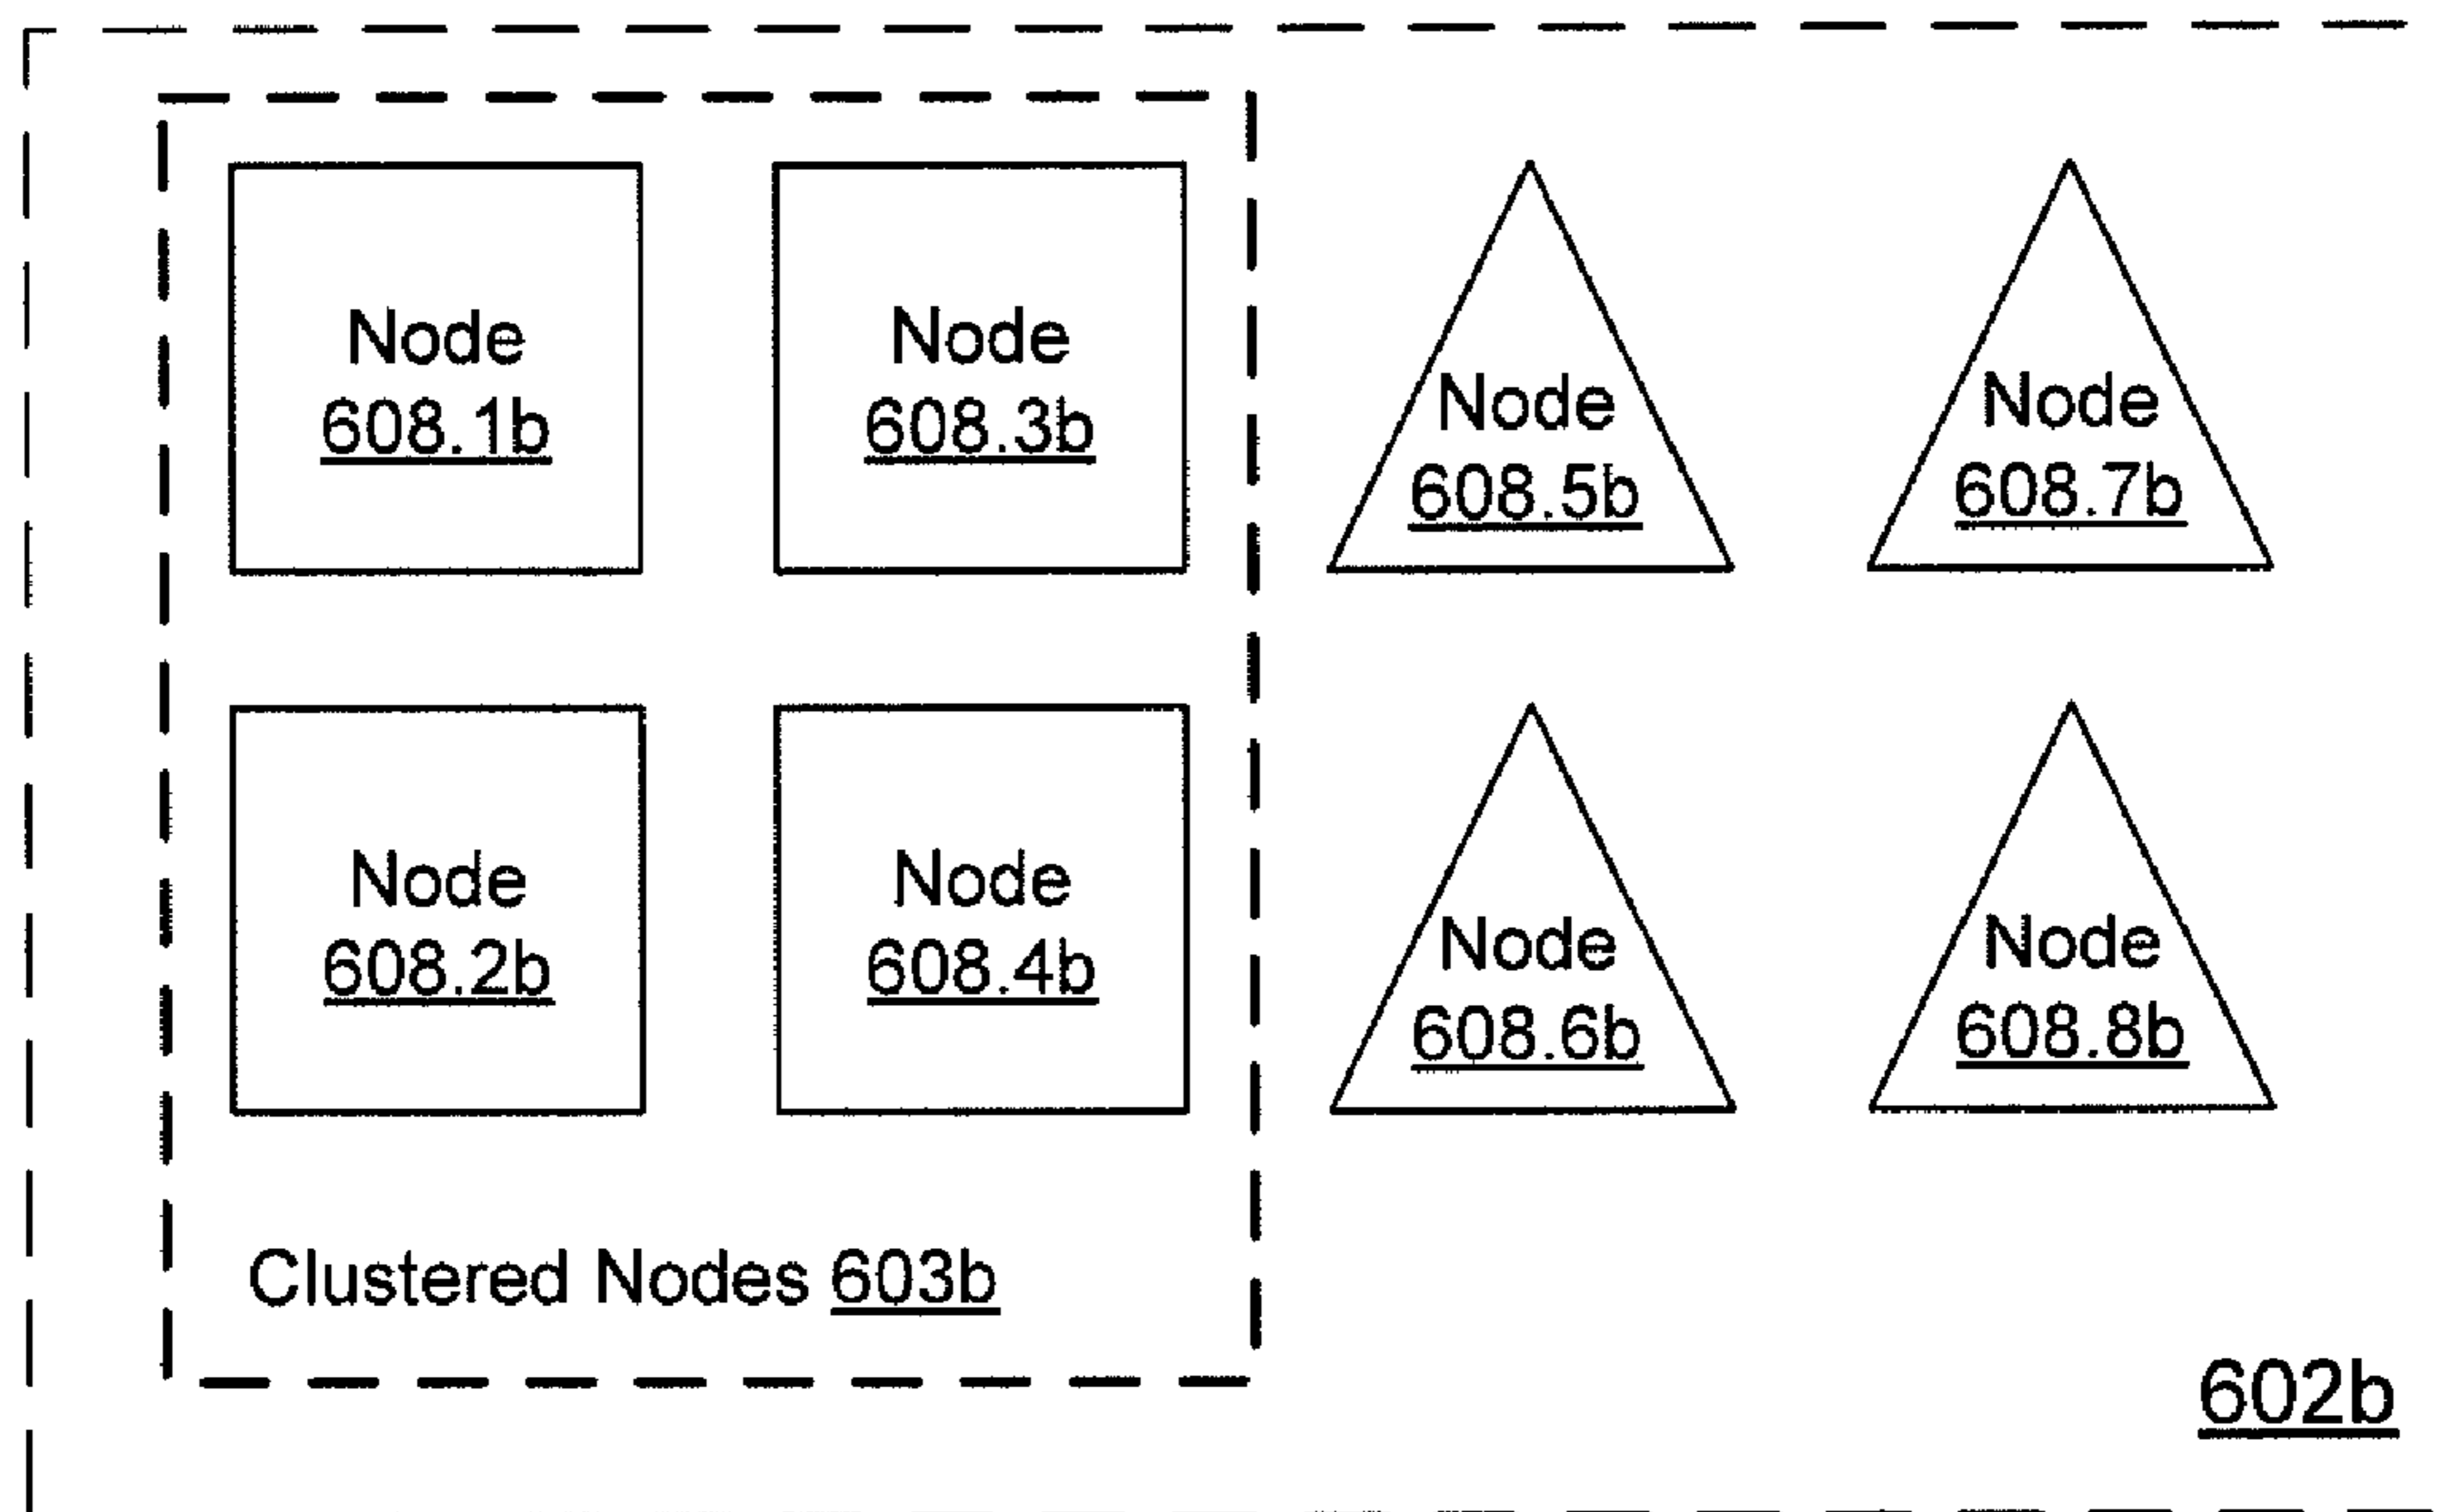 Node
608.1b
Node
608.3b
Node
608.5b
Node
608.7b
Node
608.2b
Node
608.4b
Node
608.6b
Node
608.8b
Clustered Nodes 603b
602b